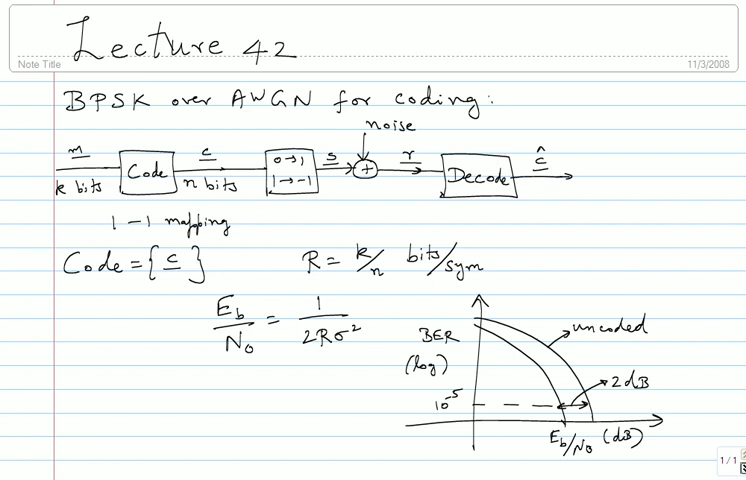 Lecture 42
Note Title
11/3/2008
BPSK over AWGN for coding:
noise
m c s r ĉ
k bits Code n bits 0→1 1→-1 + Decode
1-1 mapping
Code = { c } R = k/n bits/sym
Eb/N0 = 1/2Rσ²
BER (log)
uncoded
2dB
10^-5
Eb/N0 (dB)
1/1